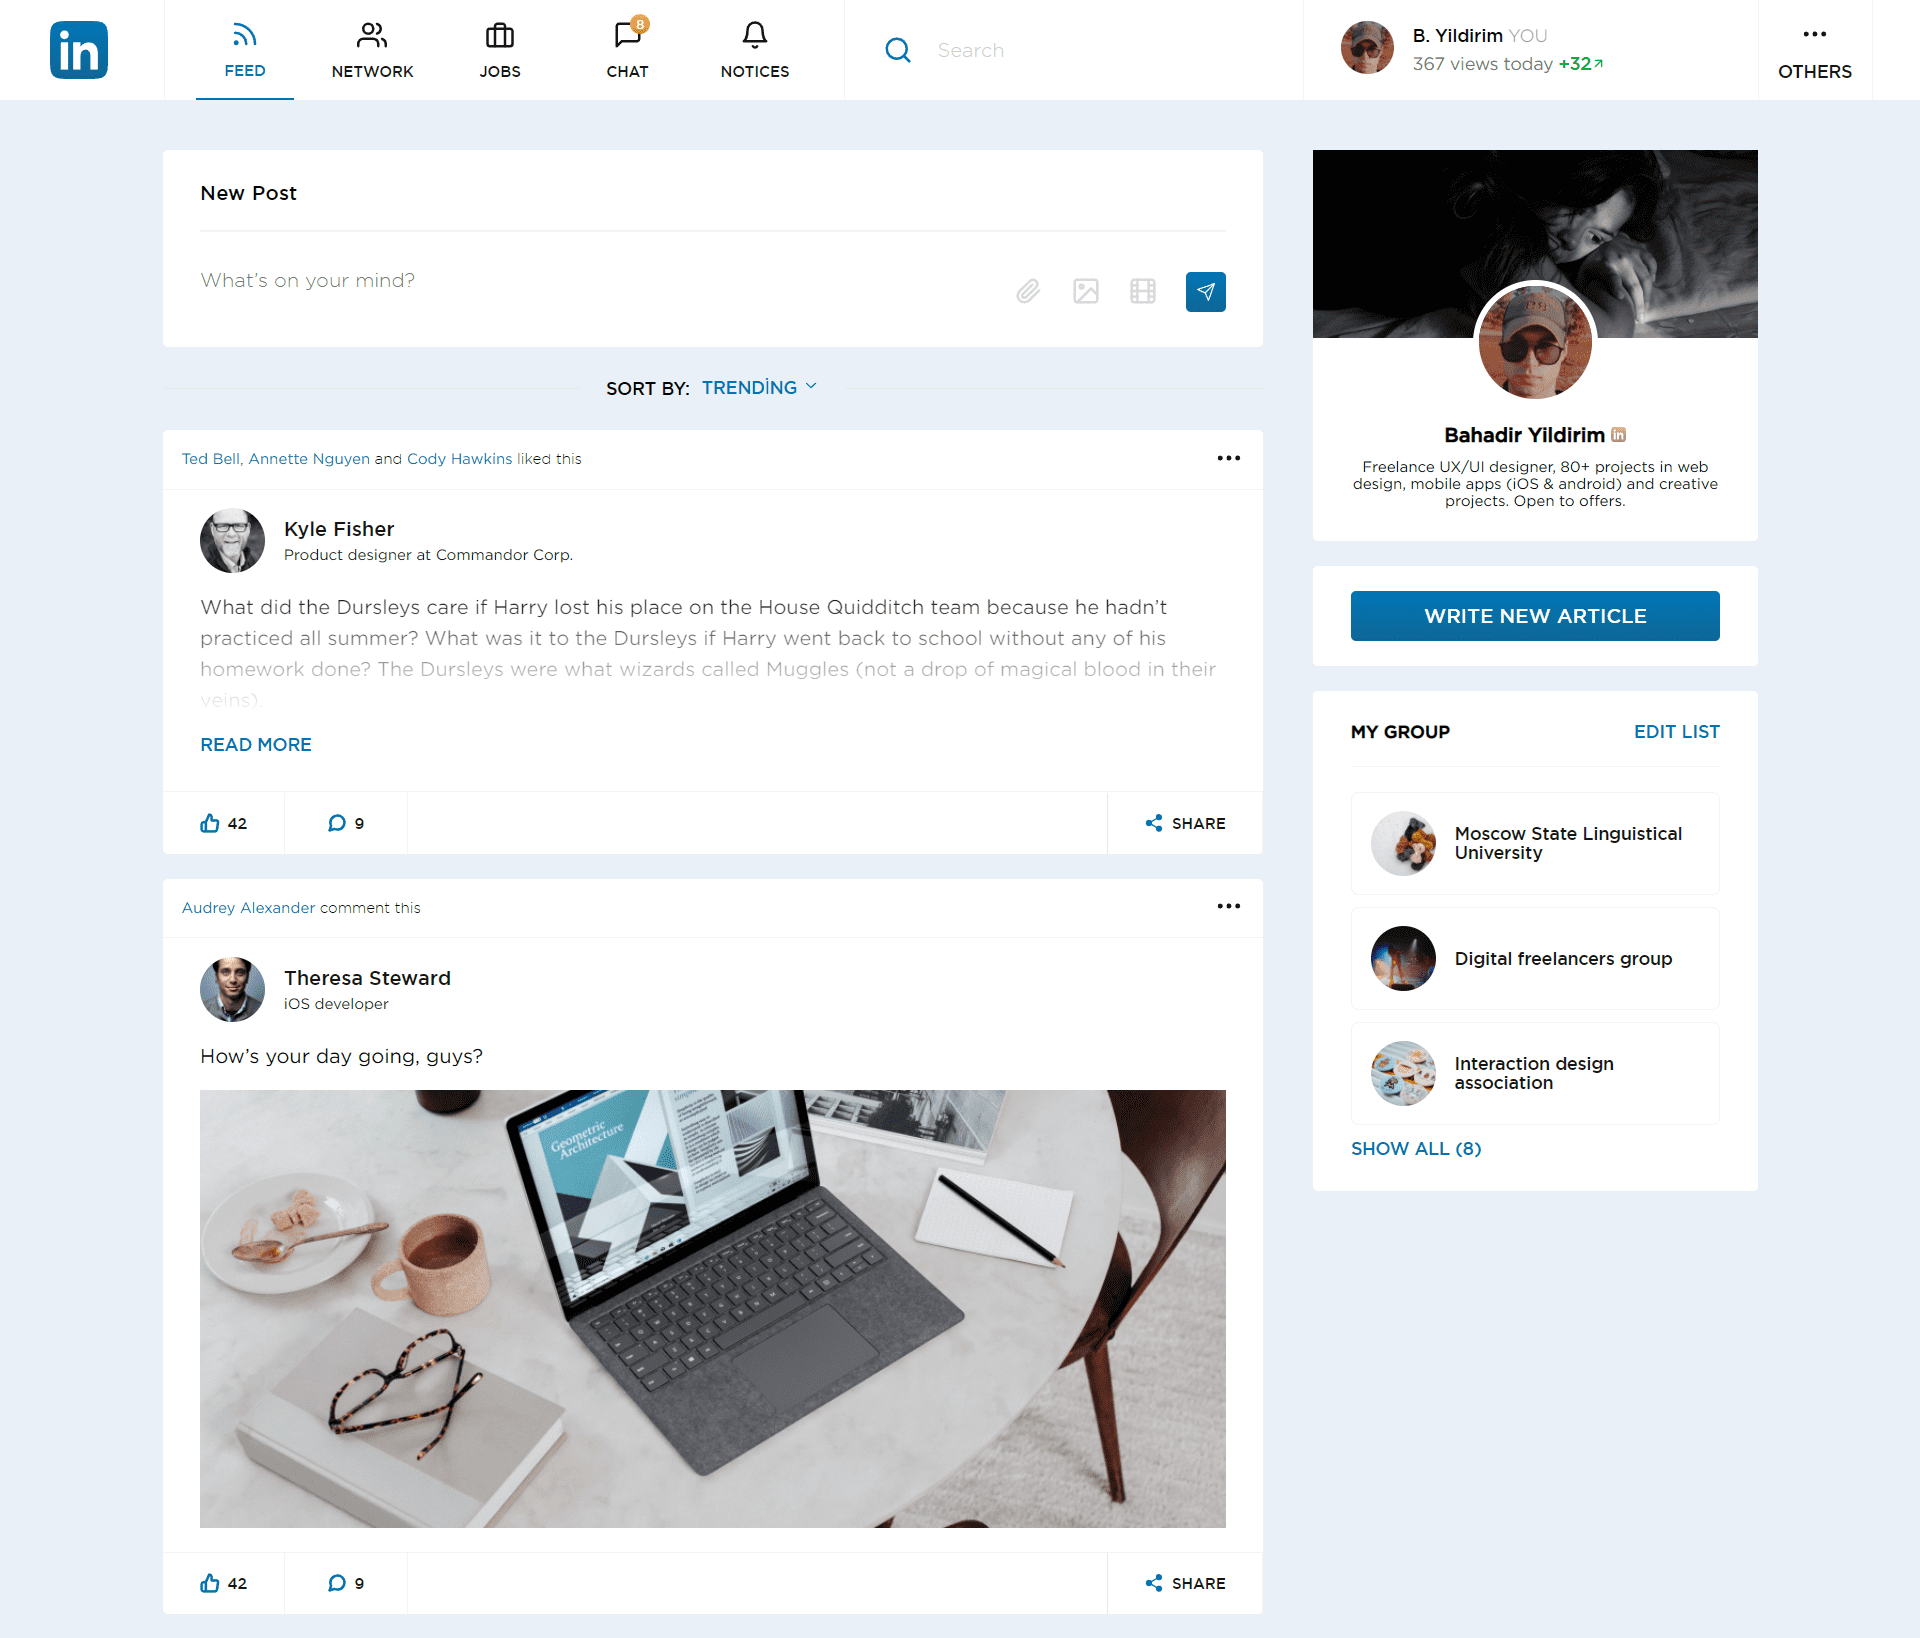 in
FEED
NETWORK
JOBS
8
CHAT
NOTICES
Search
B. Yildirim YOU
367 views today +32
OTHERS
New Post
What's on your mind?
SORT BY: TRENDİNG
Ted Bell, Annette Nguyen and Cody Hawkins liked this
Kyle Fisher
Product designer at Commandor Corp.
What did the Dursleys care if Harry lost his place on the House Quidditch team because he hadn't
practiced all summer? What was it to the Dursleys if Harry went back to school without any of his
homework done? The Dursleys were what wizards called Muggles (not a drop of magical blood in their
veins).
READ MORE
42
9
SHARE
Audrey Alexander comment this
Theresa Steward
iOS developer
How's your day going, guys?
Geometric
Architecture
42
9
SHARE
Bahadir Yildirim in
Freelance UX/UI designer, 80+ projects in web
design, mobile apps (iOS & android) and creative
projects. Open to offers.
WRITE NEW ARTICLE
MY GROUP
EDIT LIST
Moscow State Linguistical
University
Digital freelancers group
Interaction design
association
SHOW ALL (8)